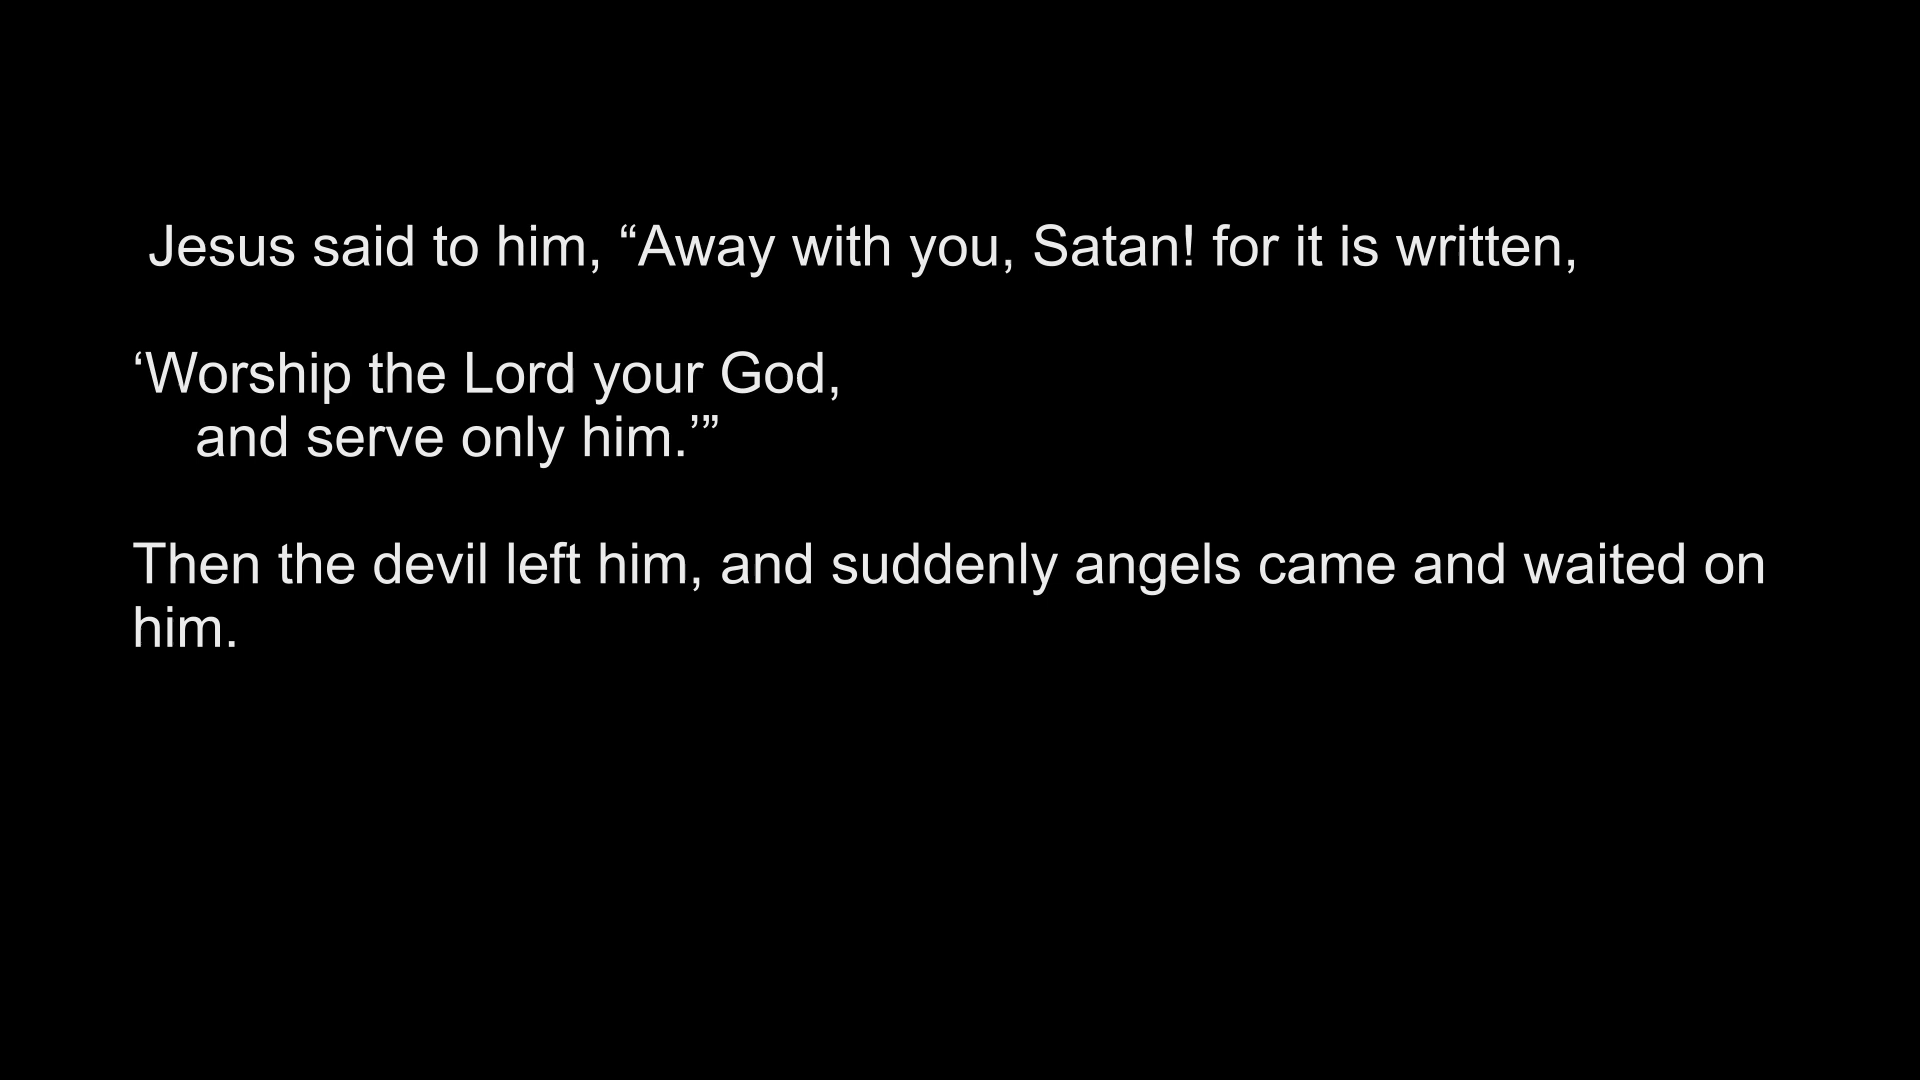 Jesus said to him, “Away with you, Satan! for it is written,
‘Worship the Lord your God,
and serve only him.’”
Then the devil left him, and suddenly angels came and waited on
him.